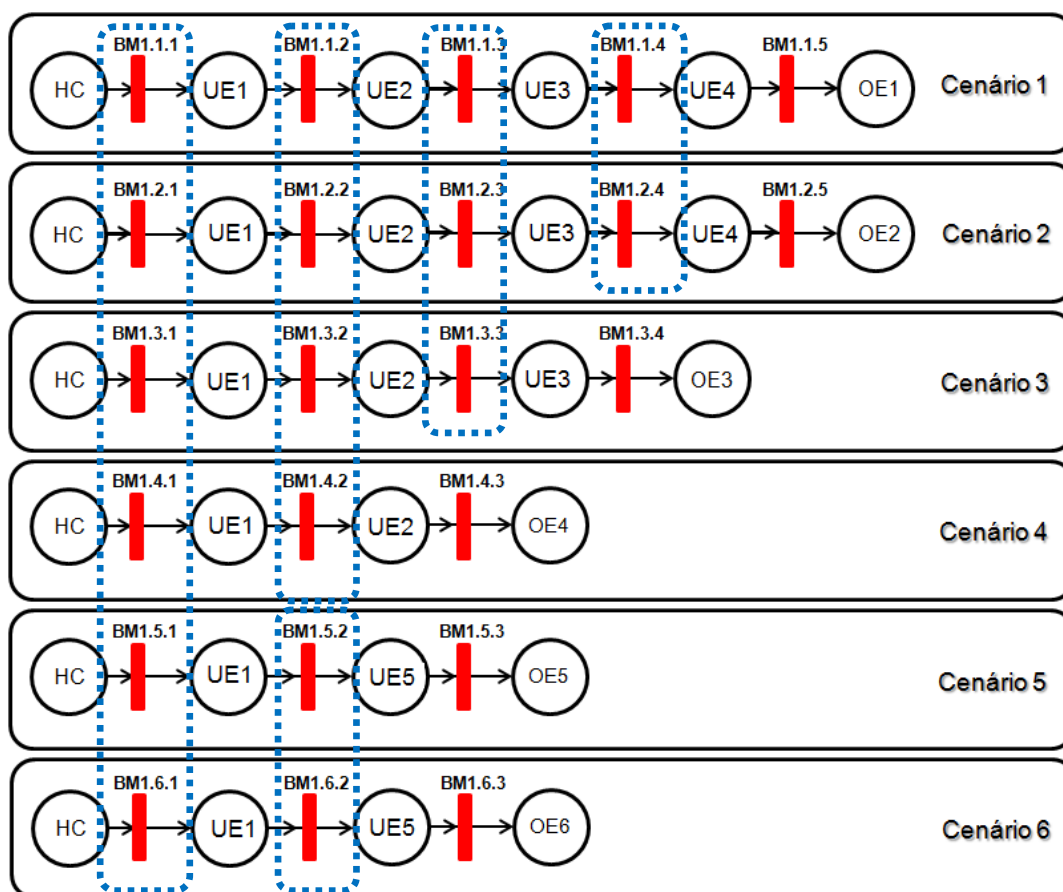 BM1.1.1 BM1.1.2 BM1.1.3 BM1.1.4 BM1.1.5
HC UE1 UE2 UE3 UE4 OE1 Cenário 1
BM1.2.1 BM1.2.2 BM1.2.3 BM1.2.4 BM1.2.5
HC UE1 UE2 UE3 UE4 OE2 Cenário 2
BM1.3.1 BM1.3.2 BM1.3.3 BM1.3.4
HC UE1 UE2 UE3 OE3 Cenário 3
BM1.4.1 BM1.4.2 BM1.4.3
HC UE1 UE2 OE4 Cenário 4
BM1.5.1 BM1.5.2 BM1.5.3
HC UE1 UE5 OE5 Cenário 5
BM1.6.1 BM1.6.2 BM1.6.3
HC UE1 UE5 OE6 Cenário 6